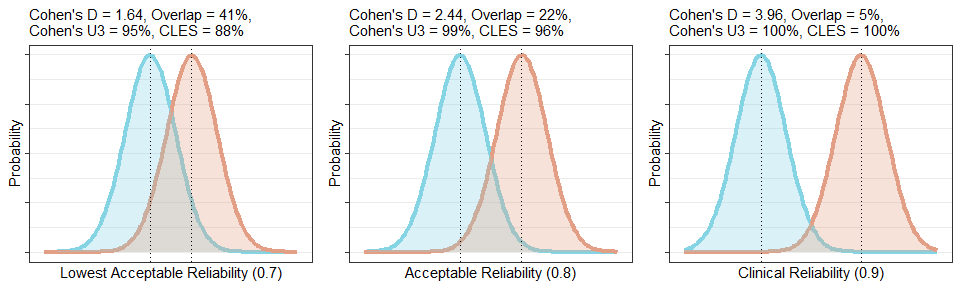 Cohen's D = 1.64, Overlap = 41%,
Cohen's U3 = 95%, CLES = 88%
Probability
Lowest Acceptable Reliability (0.7)
Cohen's D = 2.44, Overlap = 22%,
Cohen's U3 = 99%, CLES = 96%
Probability
Acceptable Reliability (0.8)
Cohen's D = 3.96, Overlap = 5%,
Cohen's U3 = 100%, CLES = 100%
Probability
Clinical Reliability (0.9)